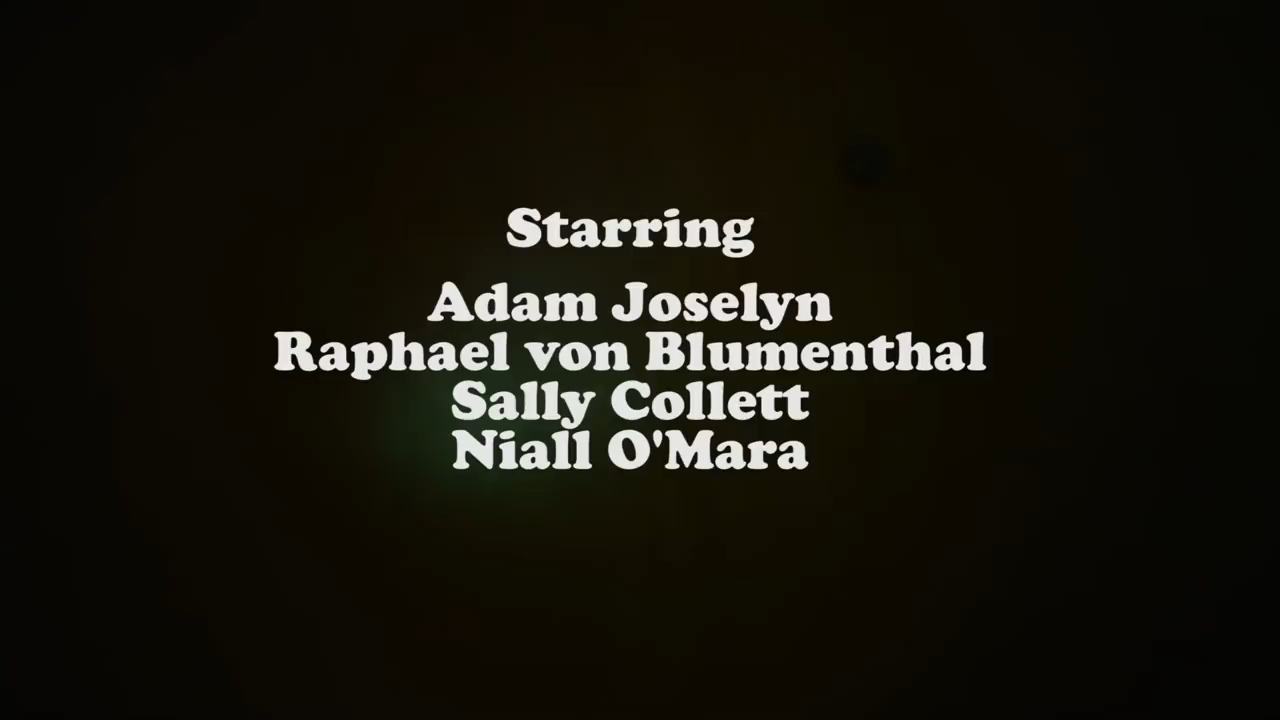 Starring
Adam Joselyn
Raphael von Blumenthal
Sally Collett
Niall O'Mara